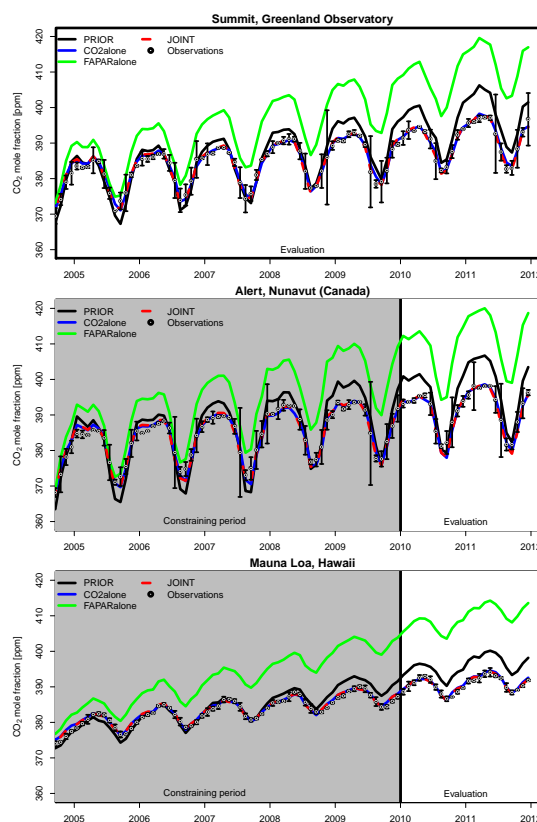 Summit, Greenland Observatory
PRIOR
CO2alone
FAPARalone
JOINT
Observations
CO₂ mole fraction [ppm]
360 370 380 390 400 410 420
Evaluation
2005 2006 2007 2008 2009 2010 2011 2012
Alert, Nunavut (Canada)
PRIOR
CO2alone
FAPARalone
JOINT
Observations
CO₂ mole fraction [ppm]
360 370 380 390 400 410 420
Constraining period
Evaluation
2005 2006 2007 2008 2009 2010 2011 2012
Mauna Loa, Hawaii
PRIOR
CO2alone
FAPARalone
JOINT
Observations
CO₂ mole fraction [ppm]
360 370 380 390 400 410 420
Constraining period
Evaluation
2005 2006 2007 2008 2009 2010 2011 2012